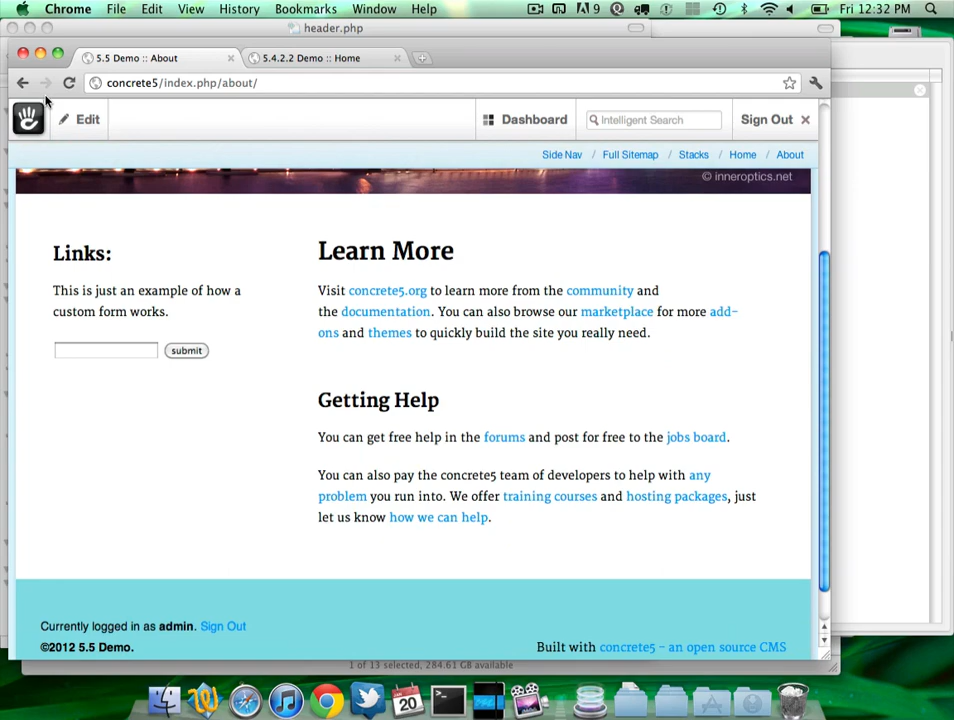 Chrome File Edit View History Bookmarks Window Help 9 Fri 12:32 PM
header.php
5.5 Demo :: About
5.4.2.2 Demo :: Home
concrete5/index.php/about/
Edit
Dashboard
Intelligent Search
Sign Out
Side Nav / Full Sitemap / Stacks / Home / About
© inneroptics.net
Links:
This is just an example of how a
custom form works.
submit
Learn More
Visit concrete5.org to learn more from the community and
the documentation. You can also browse our marketplace for more add-
ons and themes to quickly build the site you really need.
Getting Help
You can get free help in the forums and post for free to the jobs board.
You can also pay the concrete5 team of developers to help with any
problem you run into. We offer training courses and hosting packages, just
let us know how we can help.
Currently logged in as admin. Sign Out
©2012 5.5 Demo.
Built with concrete5 - an open source CMS
1 of 13 selected, 284.61 GB available
20